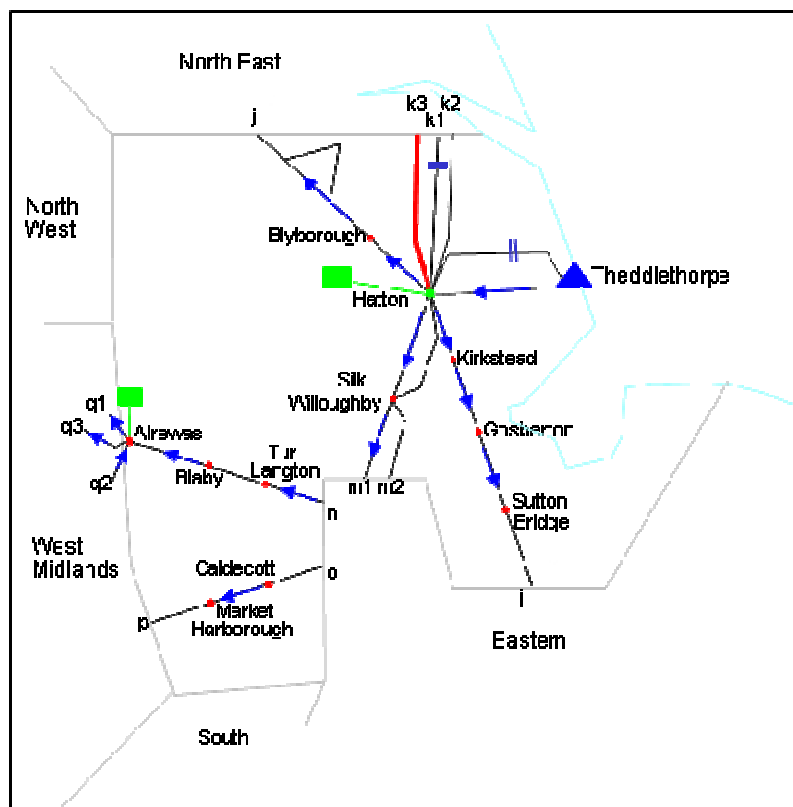 North East
k3 k2
k1
j
North
West
Blyborough
Theddlethorpe
Hatton
Kirkstead
Silk
Willoughby
q1
q3
Alrewas
Gosberton
Tur
Langton
Blaby
q2
m1 m2
n
Sutton
Bridge
West
Midlands
Caldecott
o
Market
Harborough
p
i
Eastern
South